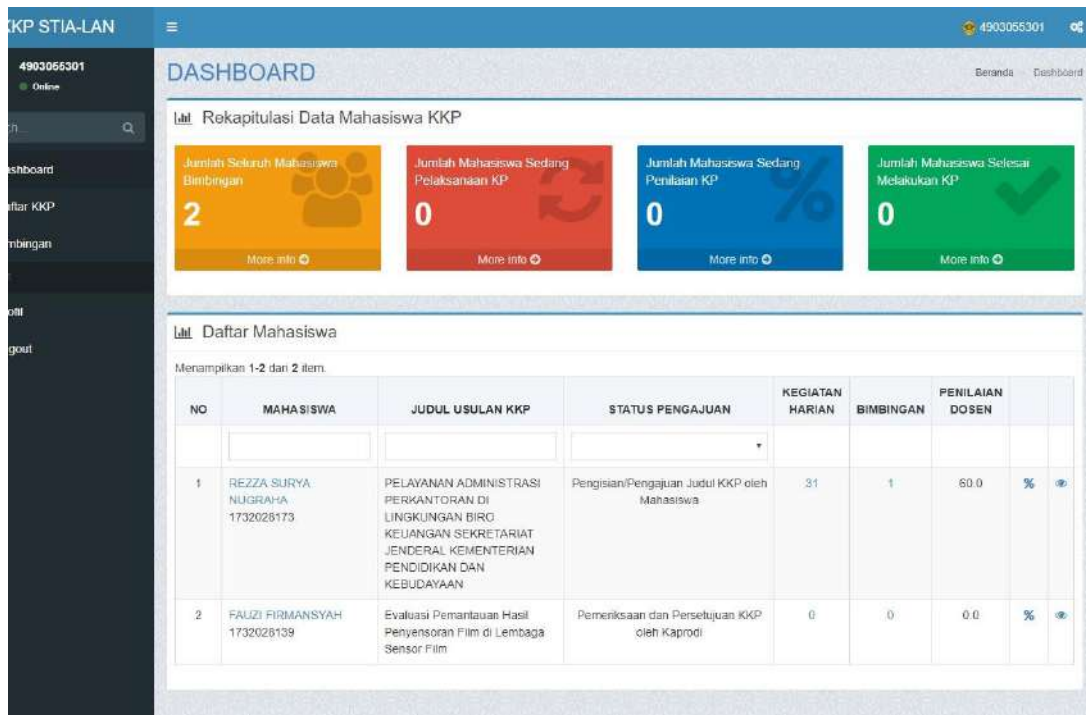 KKP STIA-LAN
4903055301
4903055301
Online
DASHBOARD
Beranda
Dashboard
Rekapitulasi Data Mahasiswa KKP
Jumlah Seluruh Mahasiswa
Bimbingan
2
More info
Jumlah Mahasiswa Sedang
Pelaksanaan KP
0
More info
Jumlah Mahasiswa Sedang
Penilaian KP
0
More info
Jumlah Mahasiswa Selesai
Melakukan KP
0
More info
ashboard
aftar KKP
mbingan
ofil
gout
Daftar Mahasiswa
Menampilkan 1-2 dari 2 item.
NO MAHASISWA JUDUL USULAN KKP STATUS PENGAJUAN KEGIATAN HARIAN BIMBINGAN PENILAIAN DOSEN
1 REZZA SURYA PELAYANAN ADMINISTRASI Pengisian/Pengajuan Judul KKP oleh 31 1 60.0 %
NUGRAHA PERKANTORAN DI Mahasiswa
1732026173 LINGKUNGAN BIRO
KEUANGAN SEKRETARIAT
JENDERAL KEMENTERIAN
PENDIDIKAN DAN
KEBUDAYAAN
2 FAUZI FIRMANSYAH Evaluasi Pemantauan Hasil Pemeriksaan dan Persetujuan KKP 0 0 0.0 %
1732026139 Penyensoran Film di Lembaga oleh Kaprodi
Sensor Film